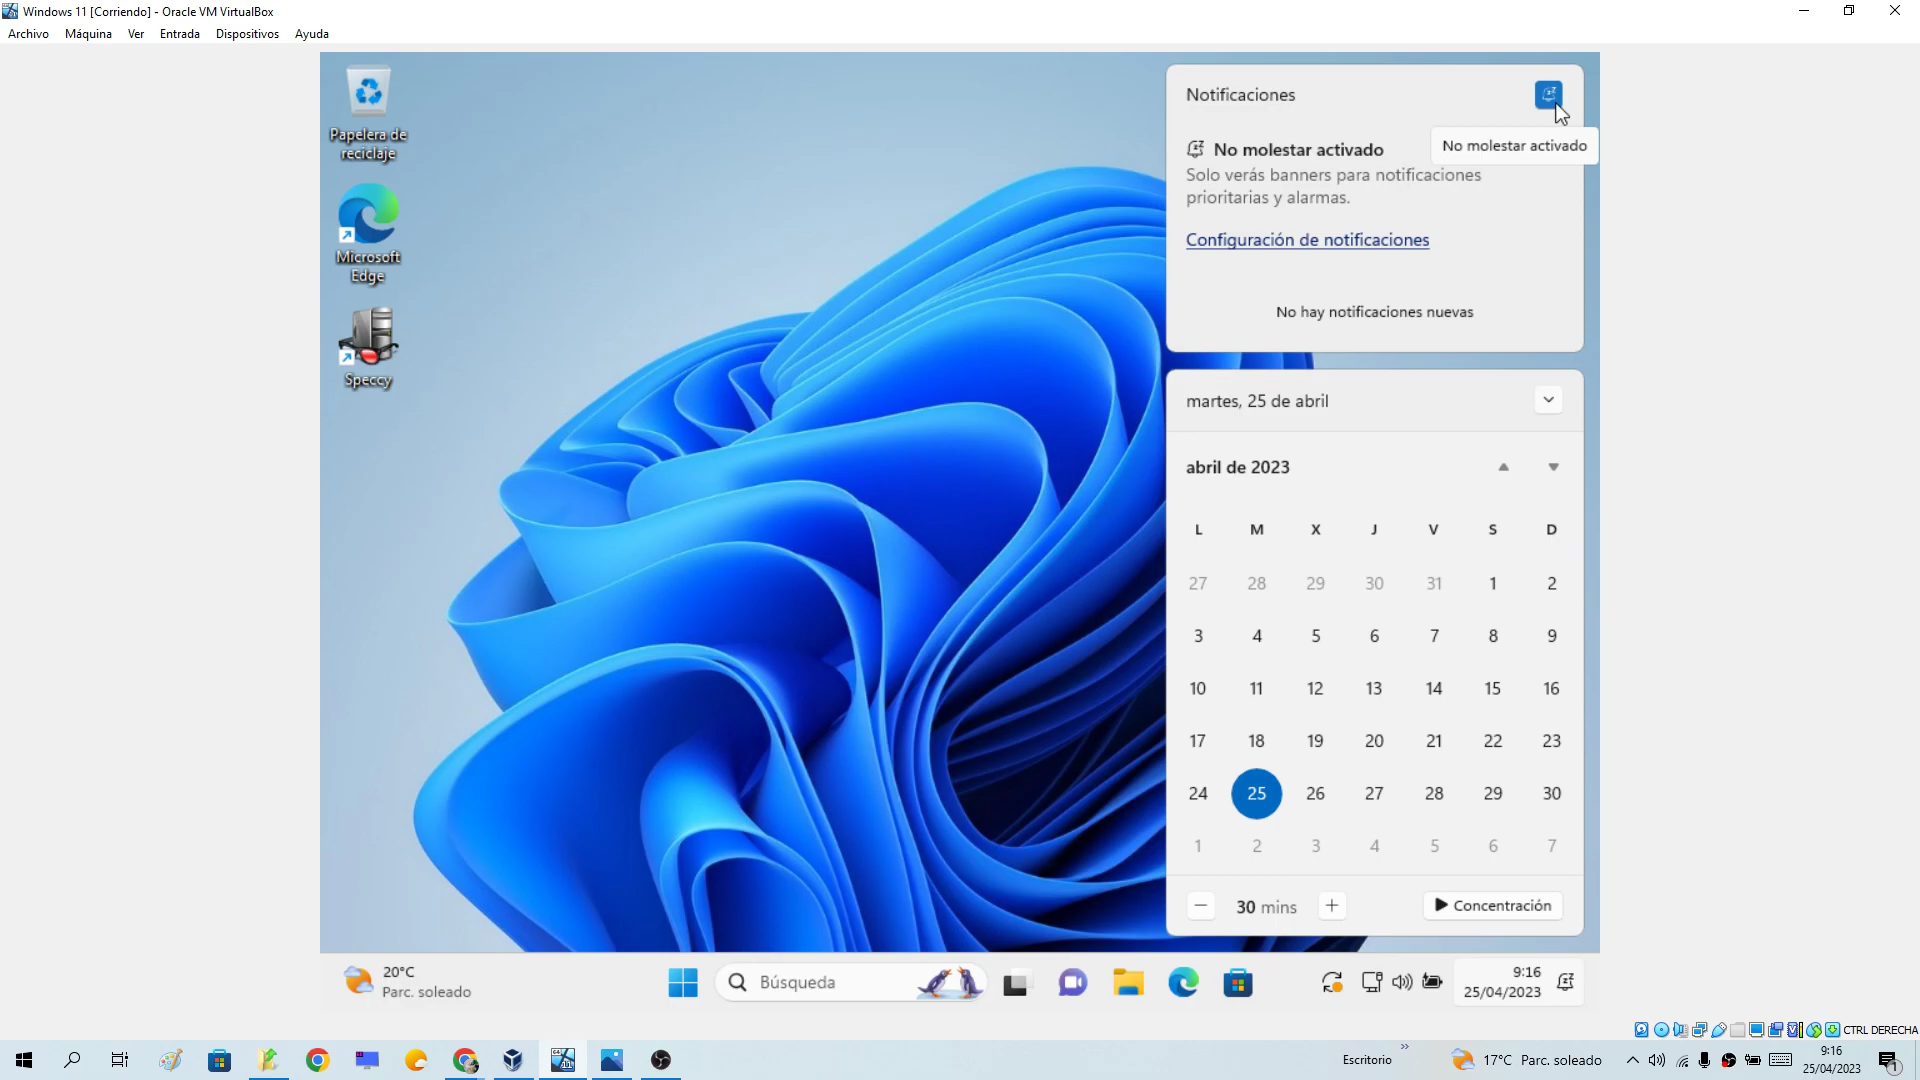 Windows 11 [Corriendo] - Oracle VM VirtualBox
Archivo Máquina Ver Entrada Dispositivos Ayuda
Papelera de
reciclaje
Microsoft
Edge
Speccy
Notificaciones
No molestar activado
No molestar activado
Solo verás banners para notificaciones
prioritarias y alarmas.
Configuración de notificaciones
No hay notificaciones nuevas
martes, 25 de abril
abril de 2023
L M X J V S D
27 28 29 30 31 1 2
3 4 5 6 7 8 9
10 11 12 13 14 15 16
17 18 19 20 21 22 23
24 25 26 27 28 29 30
1 2 3 4 5 6 7
30 mins
Concentración
20°C
Parc. soleado
Búsqueda
9:16
25/04/2023
CTRL DERECHA
Escritorio
17°C Parc. soleado
9:16
25/04/2023
1